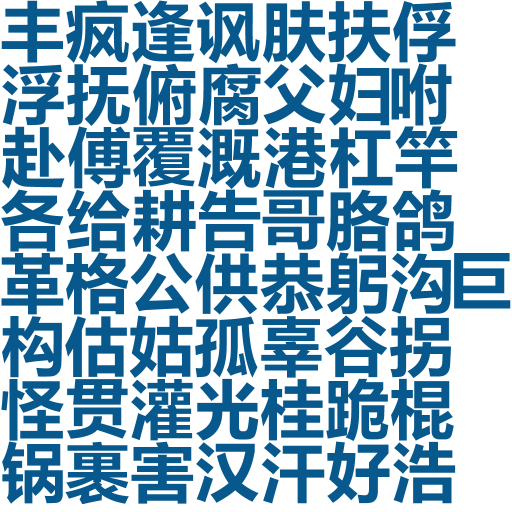 丰疯逢讽肤扶俘
浮抚俯腐父妇咐
赴傅覆溉港杠竿
各给耕告哥胳鸽
革格公供恭躬沟巨
构估姑孤辜谷拐
怪贯灌光桂跪棍
锅裹害汉汗好浩